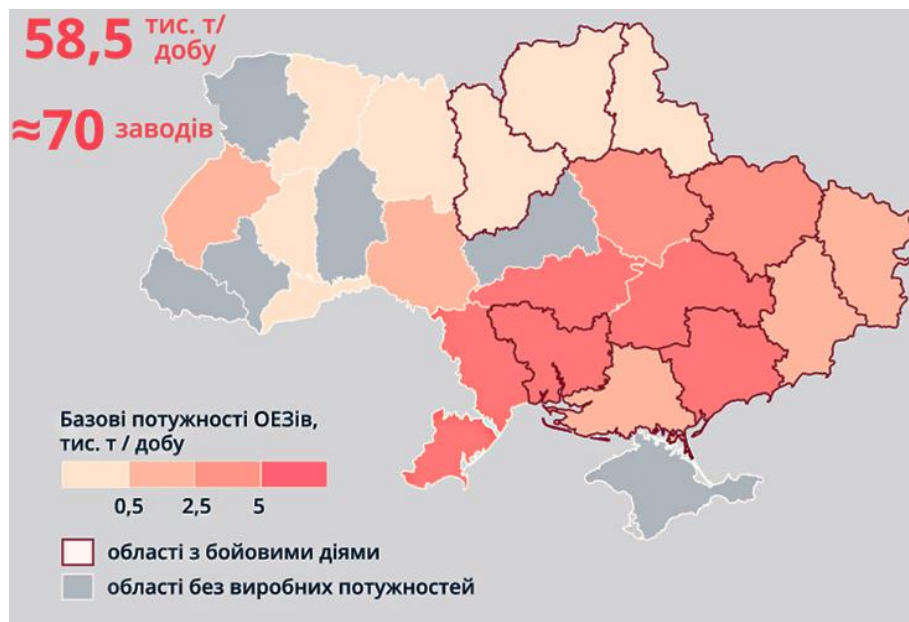 58,5 тис. т/
добу
≈70 заводів
Базові потужності ОЕЗів,
тис. т / добу
0,5 2,5 5
області з бойовими діями
області без виробних потужностей